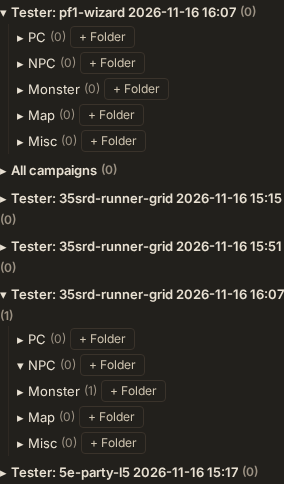 ▾ Tester: pf1-wizard 2026-11-16 16:07 (0)
▸ PC (0) + Folder
▸ NPC (0) + Folder
▸ Monster (0) + Folder
▸ Map (0) + Folder
▸ Misc (0) + Folder
▸ All campaigns (0)
▸ Tester: 35srd-runner-grid 2026-11-16 15:15
(0)
▸ Tester: 35srd-runner-grid 2026-11-16 15:51
(0)
▾ Tester: 35srd-runner-grid 2026-11-16 16:07
(1)
▸ PC (0) + Folder
▾ NPC (0) + Folder
▸ Monster (1) + Folder
▸ Map (0) + Folder
▸ Misc (0) + Folder
▸ Tester: 5e-party-l5 2026-11-16 15:17 (0)